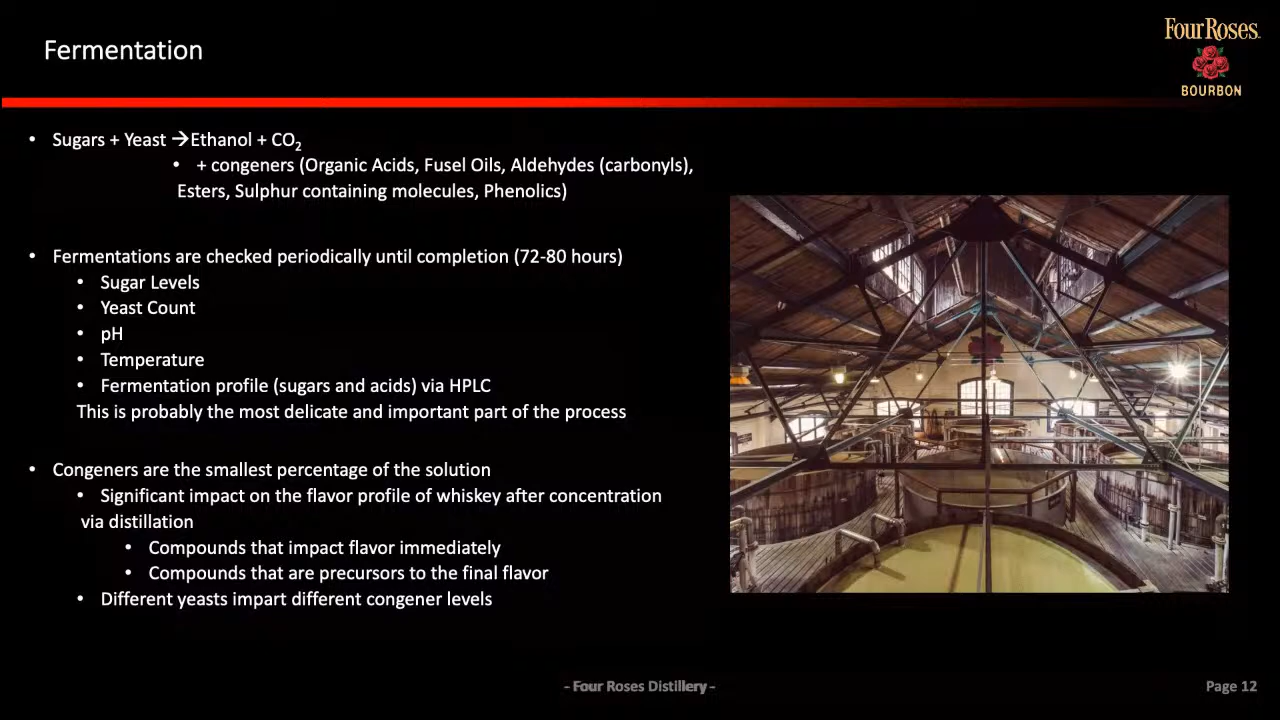 Fermentation
Four Roses
BOURBON
• Sugars + Yeast →Ethanol + CO₂
• + congeners (Organic Acids, Fusel Oils, Aldehydes (carbonyls),
Esters, Sulphur containing molecules, Phenolics)
• Fermentations are checked periodically until completion (72-80 hours)
• Sugar Levels
• Yeast Count
• pH
• Temperature
• Fermentation profile (sugars and acids) via HPLC
This is probably the most delicate and important part of the process
• Congeners are the smallest percentage of the solution
• Significant impact on the flavor profile of whiskey after concentration
via distillation
• Compounds that impact flavor immediately
• Compounds that are precursors to the final flavor
• Different yeasts impart different congener levels
- Four Roses Distillery -
Page 12